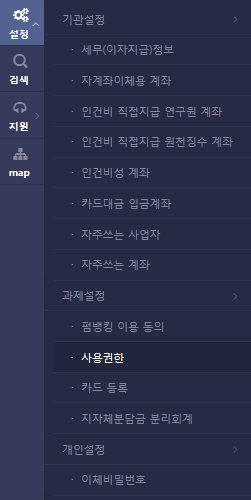 설정
검색
지원
map
기관설정
· 세무(이자지급)정보
· 자계좌이체용 계좌
· 인건비 직접지급 연구원 계좌
· 인건비 직접지급 원천징수 계좌
· 인건비성 계좌
· 카드대금 입금계좌
· 자주쓰는 사업자
· 자주쓰는 계좌
과제설정
· 펌뱅킹 이용 동의
· 사용권한
· 카드 등록
· 지자체분담금 분리회계
개인설정
· 이체비밀번호